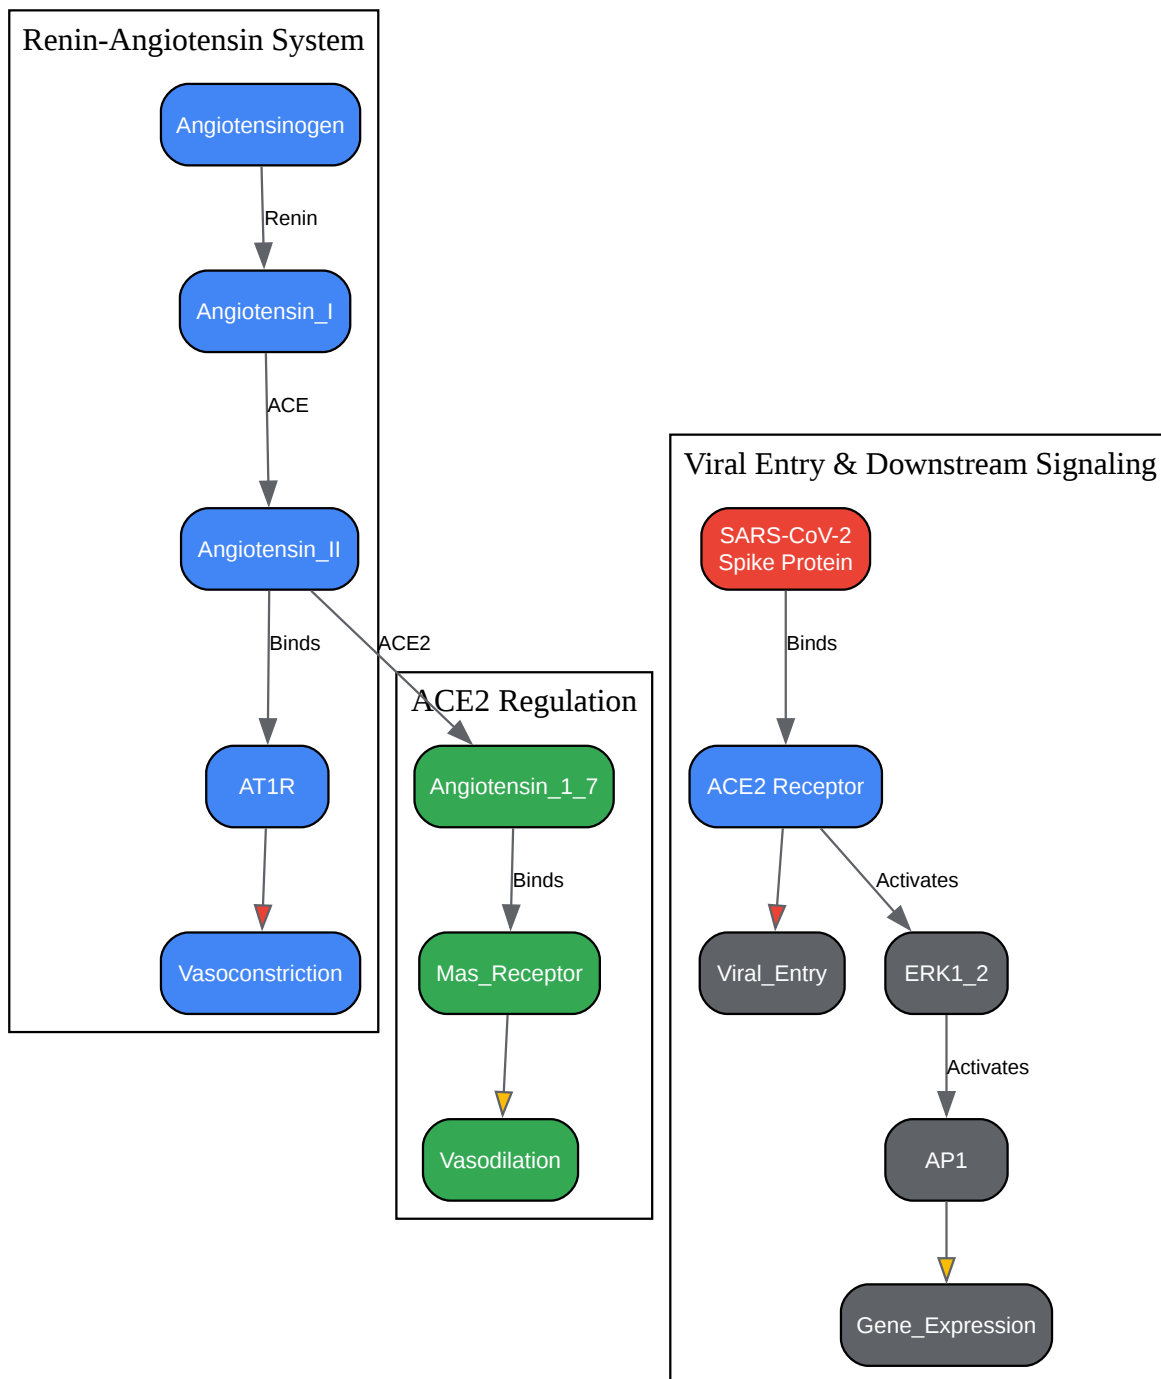 Renin-Angiotensin System
Angiotensinogen
Renin
Angiotensin_I
ACE
Angiotensin_II
Binds
ACE2
AT1R
Vasoconstriction
ACE2 Regulation
Angiotensin_1_7
Binds
Mas_Receptor
Vasodilation
Viral Entry & Downstream Signaling
SARS-CoV-2
Spike Protein
Binds
ACE2 Receptor
Activates
Viral_Entry
ERK1_2
Activates
AP1
Gene_Expression